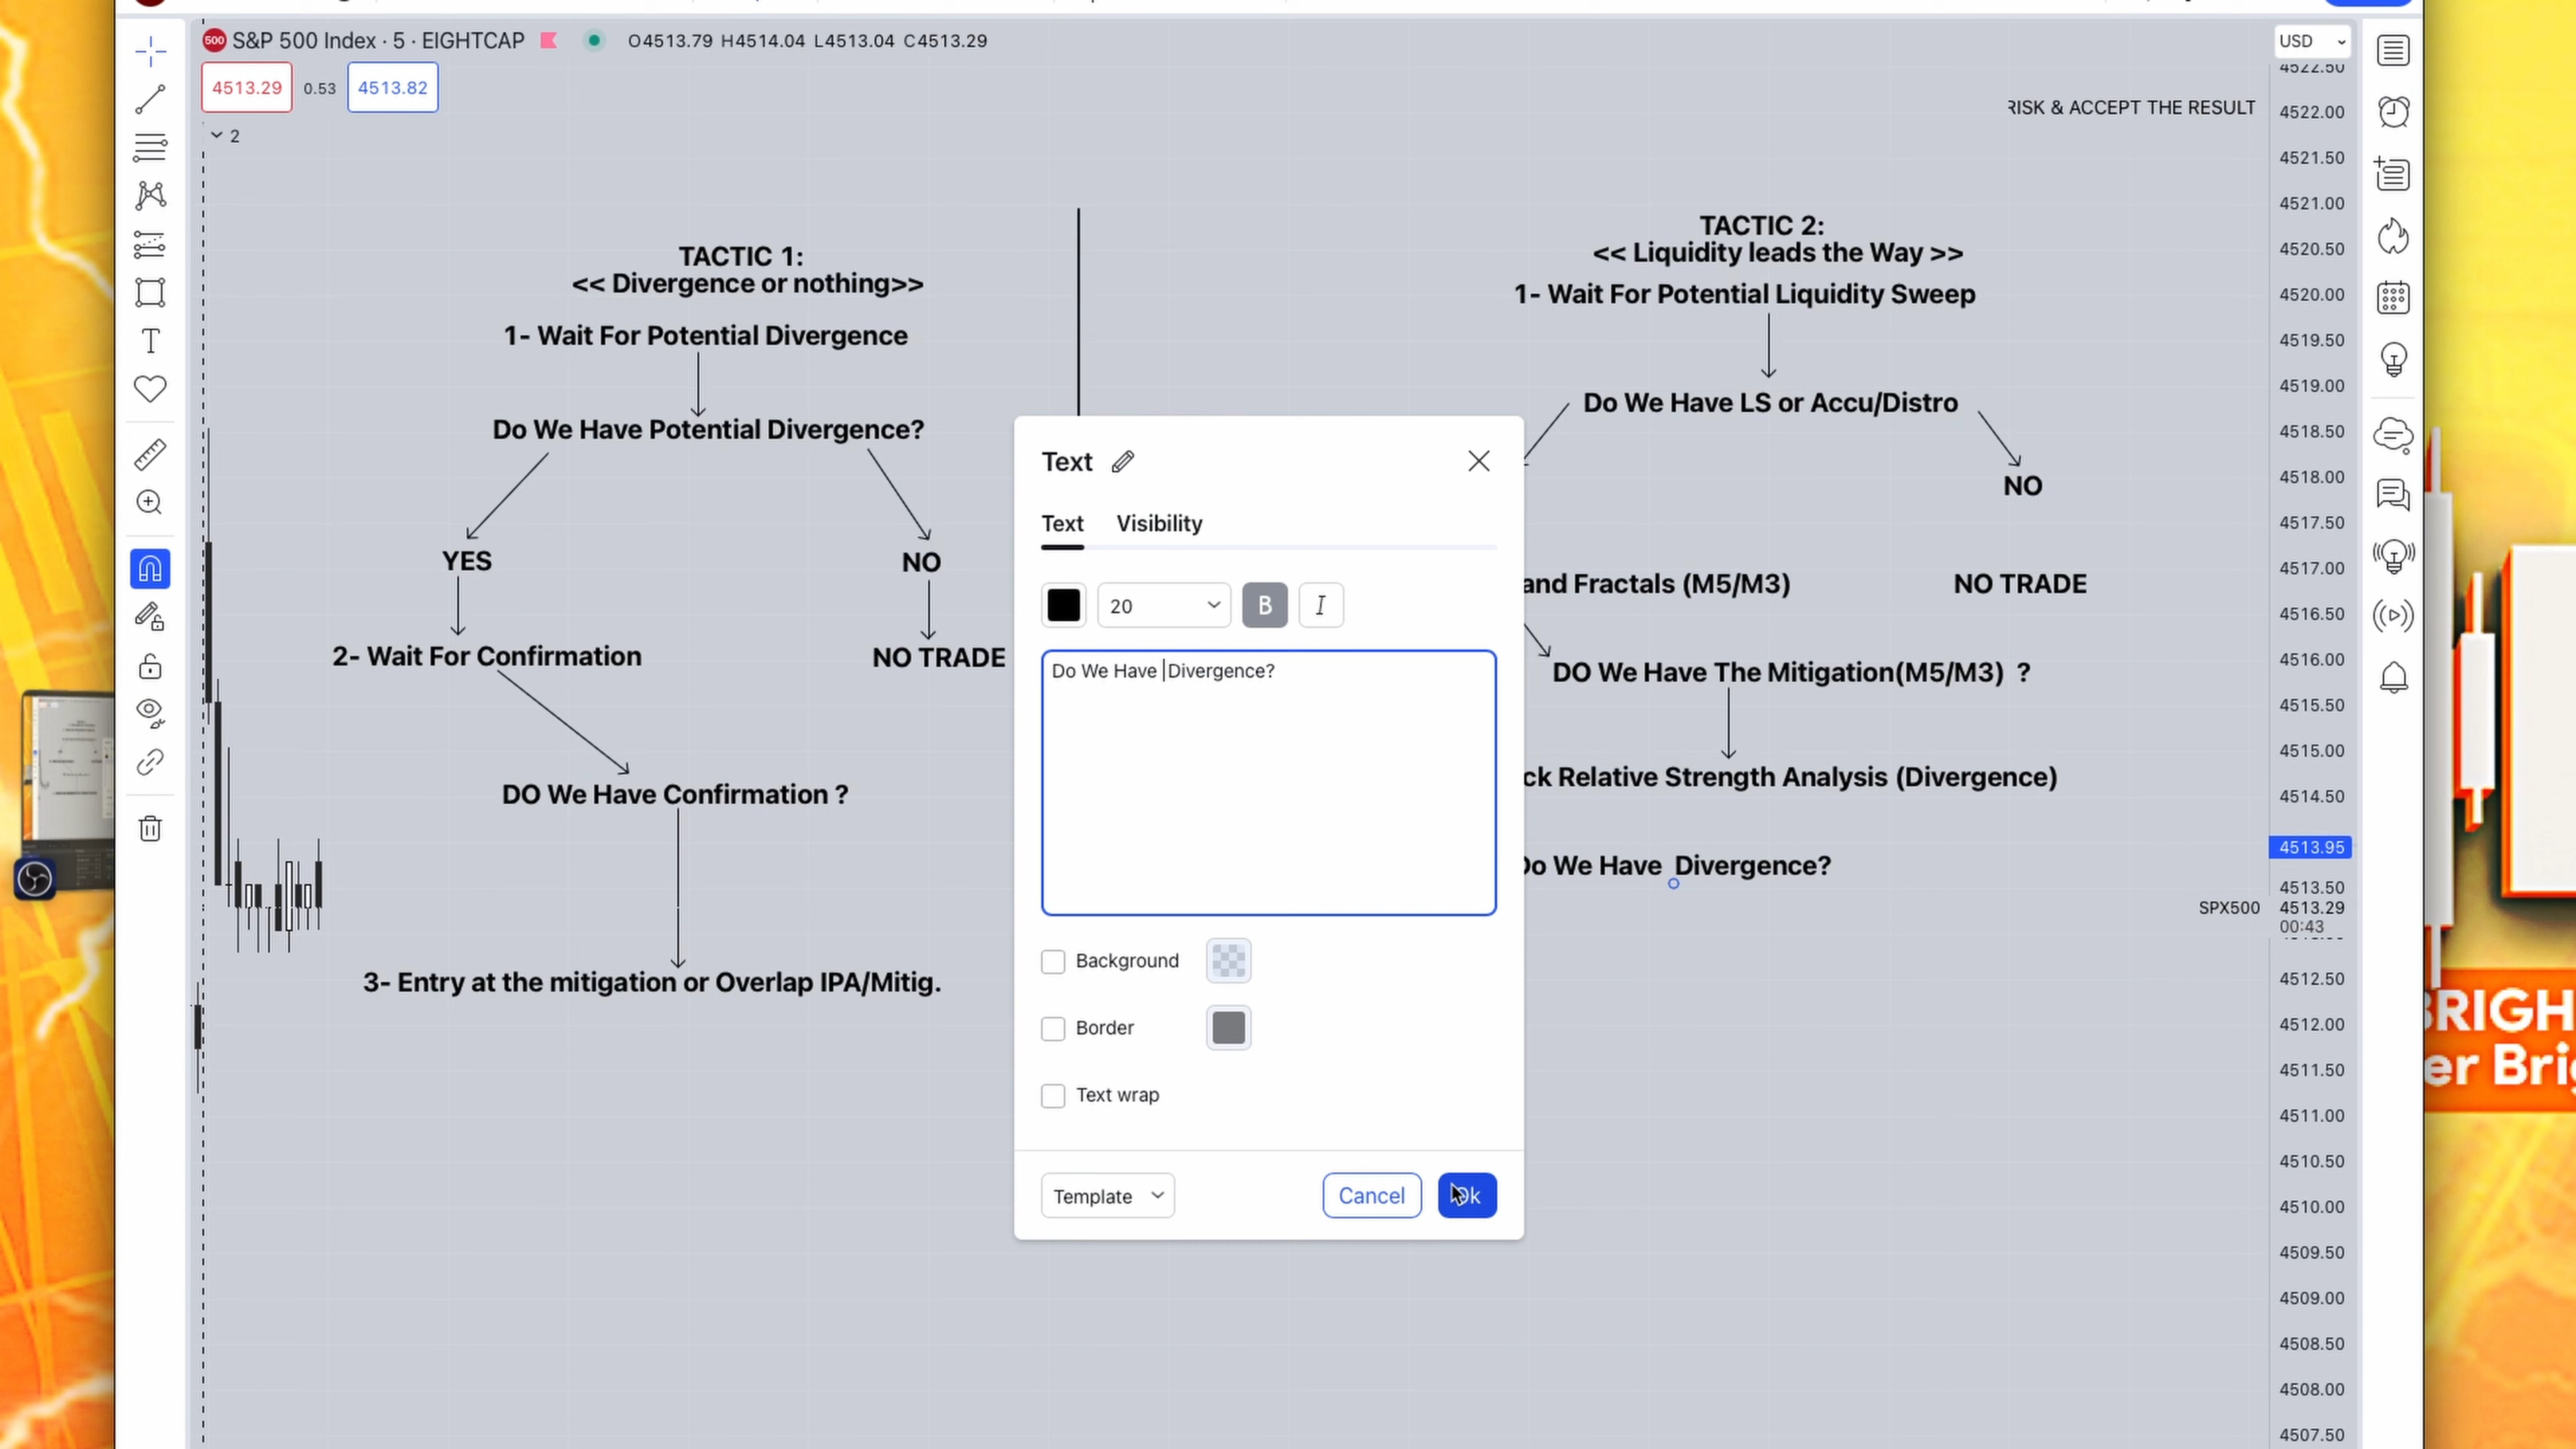 500 S&P 500 Index · 5 · EIGHTCAP O4513.79 H4514.04 L4513.04 C4513.29
4513.29 0.53 4513.82
2
USD
RISK & ACCEPT THE RESULT
TACTIC 1:
<< Divergence or nothing>>
1- Wait For Potential Divergence
Do We Have Potential Divergence?
YES
NO
2- Wait For Confirmation
NO TRADE
DO We Have Confirmation ?
3- Entry at the mitigation or Overlap IPA/Mitig.
TACTIC 2:
<< Liquidity leads the Way >>
1- Wait For Potential Liquidity Sweep
Do We Have LS or Accu/Distro
NO
and Fractals (M5/M3)
NO TRADE
DO We Have The Mitigation(M5/M3) ?
ck Relative Strength Analysis (Divergence)
Do We Have Divergence?
Text
Text Visibility
20 B I
Do We Have Divergence?
Background
Border
Text wrap
Template Cancel Ok
4522.50
4522.00
4521.50
4521.00
4520.50
4520.00
4519.50
4519.00
4518.50
4518.00
4517.50
4517.00
4516.50
4516.00
4515.50
4515.00
4514.50
4513.95
4513.50
SPX500 4513.29
00:43
4512.50
4512.00
4511.50
4511.00
4510.50
4510.00
4509.50
4509.00
4508.50
4508.00
4507.50
BRIGH
er Brig